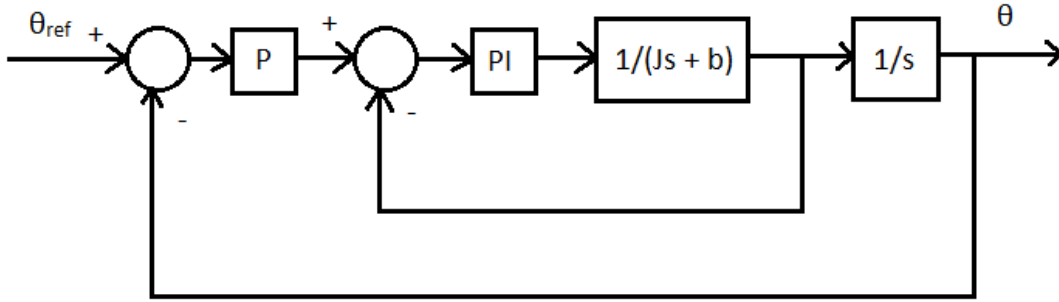 θref
+
P
+
PI
1/(Js + b)
1/s
θ
-
-